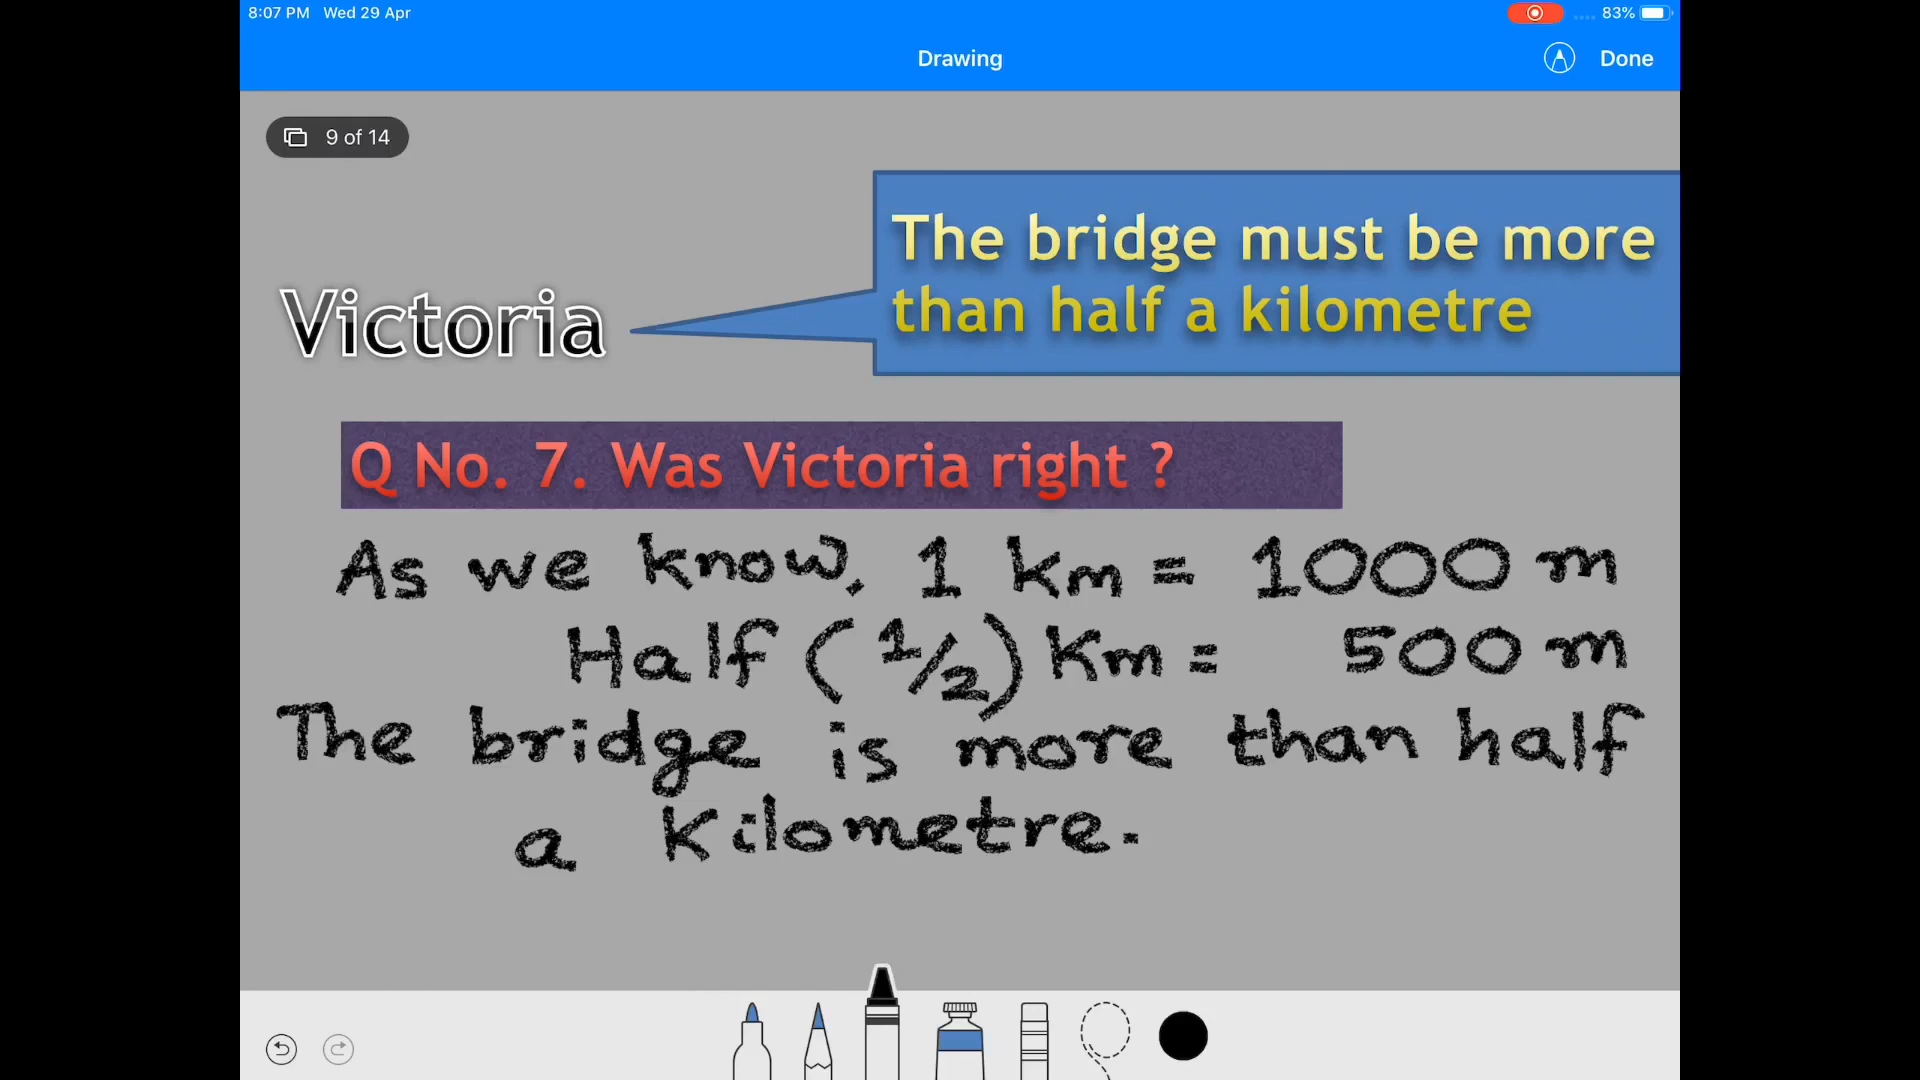 8:07 PM Wed 29 Apr
83%
Drawing
Done
9 of 14
The bridge must be more
than half a kilometre
Victoria
Q No. 7. Was Victoria right ?
As we know, 1 km = 1000 m
Half (1/2) Km = 500 m
The bridge is more than half
a kilometre.